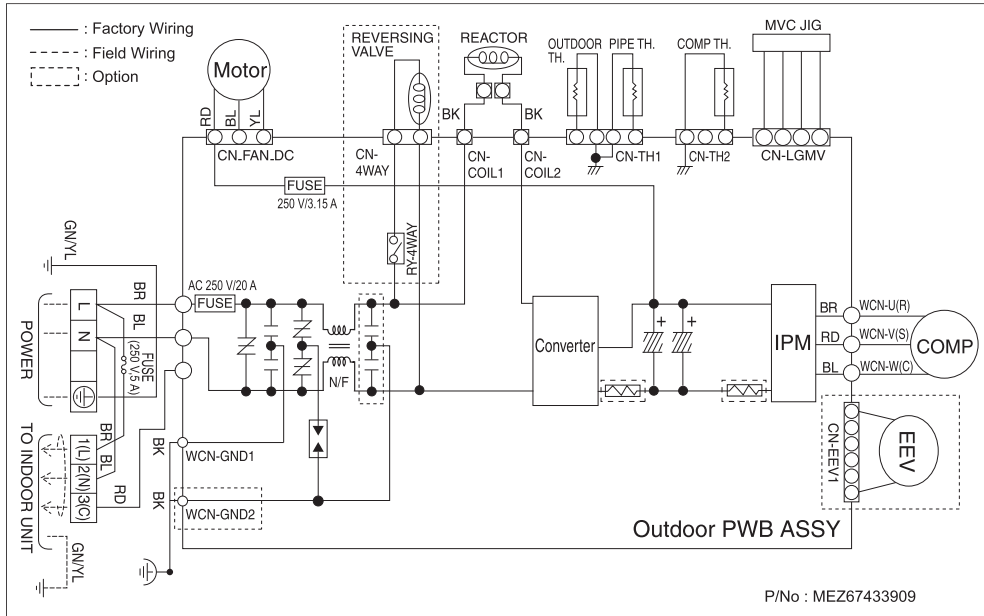 : Factory Wiring
: Field Wiring
: Option
Motor
RD
BL
YL
CN_FAN_DC
REVERSING
VALVE
CN-
4WAY
REACTOR
BK
BK
CN-
COIL1
CN-
COIL2
OUTDOOR
TH.
PIPE TH.
CN-TH1
COMP TH.
CN-TH2
MVC JIG
CN-LGMV
FUSE
250 V/3.15 A
RY-4WAY
GN/YL
POWER
L
N
BR
BL
FUSE
(250 V,5 A)
AC 250 V/20 A
FUSE
N/F
Converter
+
+
IPM
BR
RD
BL
WCN-U(R)
WCN-V(S)
WCN-W(C)
COMP
CN-EEV1
EEV
TO INDOOR UNIT
1(L)
2(N)
3(C)
BR
BL
RD
GN/YL
BK
WCN-GND1
BK
WCN-GND2
Outdoor PWB ASSY
P/No : MEZ67433909